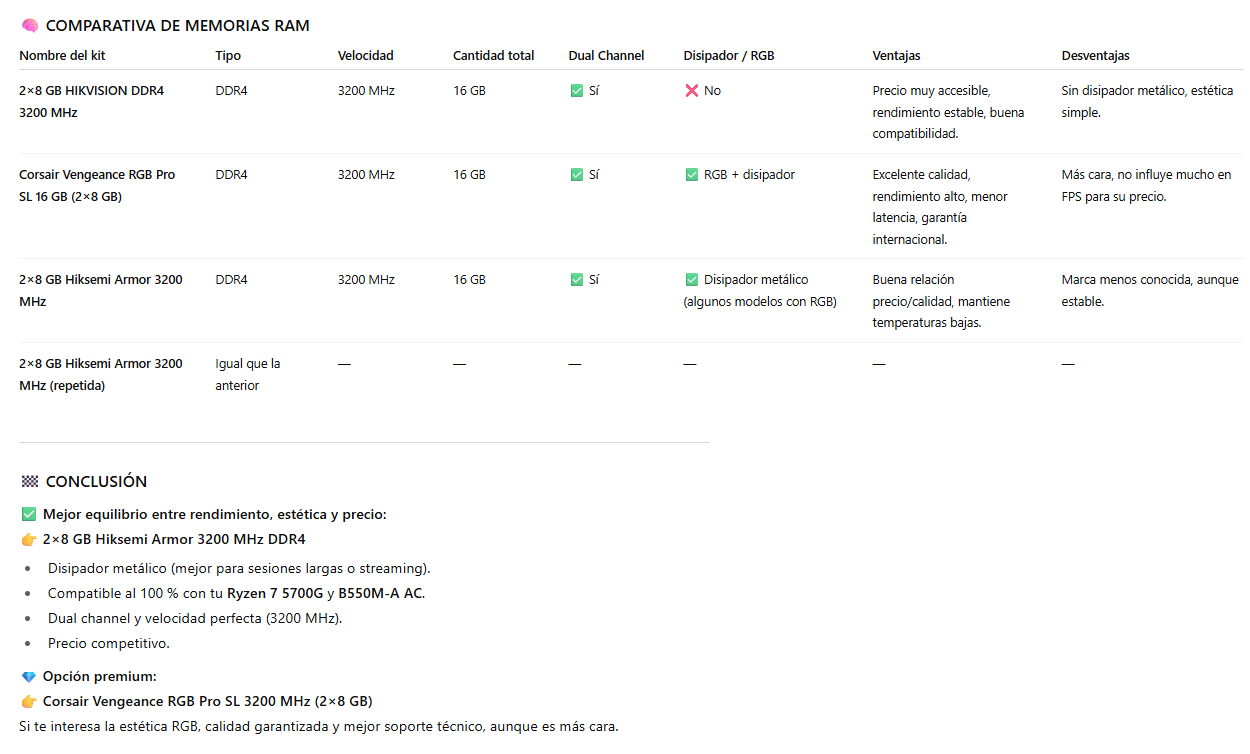 🧠 COMPARATIVA DE MEMORIAS RAM
Nombre del kit Tipo Velocidad Cantidad total Dual Channel Disipador / RGB Ventajas Desventajas
2×8 GB HIKVISION DDR4 DDR4 3200 MHz 16 GB ✅ Sí ❌ No Precio muy accesible, Sin disipador metálico, estética
3200 MHz rendimiento estable, buena simple.
compatibilidad.
Corsair Vengeance RGB Pro DDR4 3200 MHz 16 GB ✅ Sí ✅ RGB + disipador Excelente calidad, Más cara, no influye mucho en
SL 16 GB (2×8 GB) rendimiento alto, menor FPS para su precio.
latencia, garantía
internacional.
2×8 GB Hiksemi Armor 3200 DDR4 3200 MHz 16 GB ✅ Sí ✅ Disipador metálico Buena relación Marca menos conocida, aunque
MHz (algunos modelos con RGB) precio/calidad, mantiene estable.
temperaturas bajas.
2×8 GB Hiksemi Armor 3200 Igual que la — — — — — —
MHz (repetida) anterior
🏁 CONCLUSIÓN
✅ Mejor equilibrio entre rendimiento, estética y precio:
👉 2×8 GB Hiksemi Armor 3200 MHz DDR4
• Disipador metálico (mejor para sesiones largas o streaming).
• Compatible al 100 % con tu Ryzen 7 5700G y B550M-A AC.
• Dual channel y velocidad perfecta (3200 MHz).
• Precio competitivo.
💎 Opción premium:
👉 Corsair Vengeance RGB Pro SL 3200 MHz (2×8 GB)
Si te interesa la estética RGB, calidad garantizada y mejor soporte técnico, aunque es más cara.